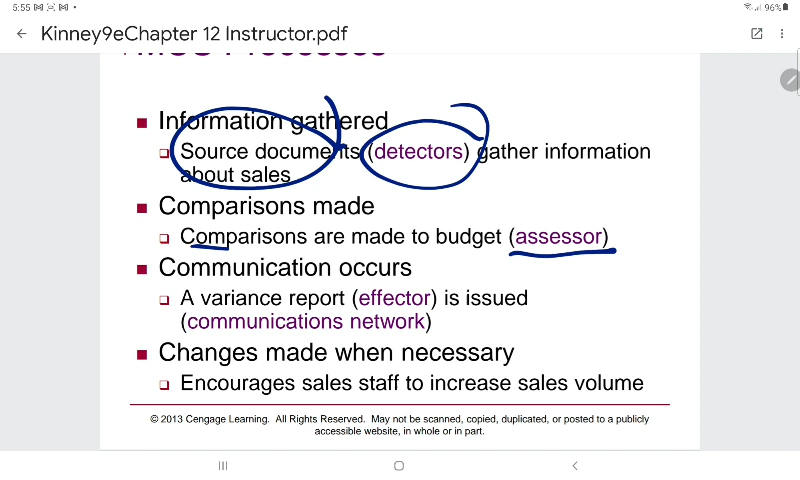 5:55
96%
Kinney9eChapter 12 Instructor.pdf
Information gathered
Source documents (detectors) gather information
about sales
Comparisons made
Comparisons are made to budget (assessor)
Communication occurs
A variance report (effector) is issued
(communications network)
Changes made when necessary
Encourages sales staff to increase sales volume
© 2013 Cengage Learning. All Rights Reserved. May not be scanned, copied, duplicated, or posted to a publicly
accessible website, in whole or in part.